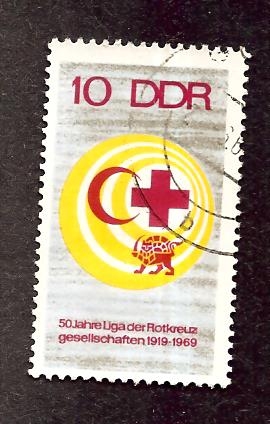 10 DDR
50 Jahre Liga der Rotkreuz
gesellschaften 1919-1969